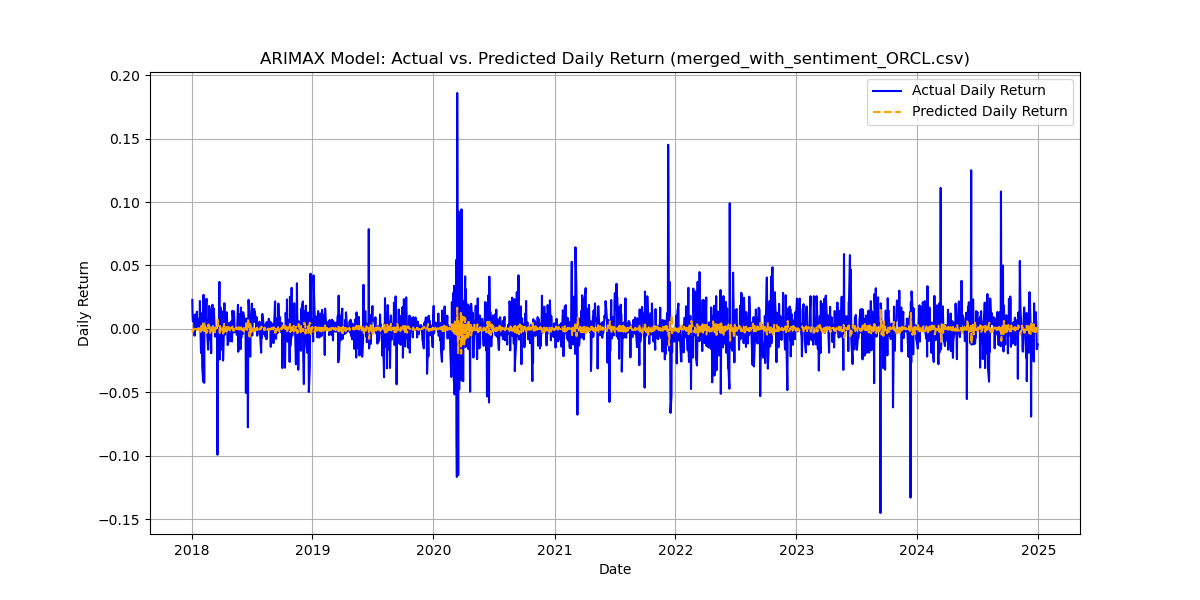 ARIMAX Model: Actual vs. Predicted Daily Return (merged_with_sentiment_ORCL.csv)
Actual Daily Return
Predicted Daily Return
0.20
0.15
0.10
0.05
0.00
−0.05
−0.10
−0.15
Daily Return
2018 2019 2020 2021 2022 2023 2024 2025
Date